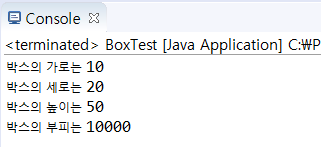 Console
<terminated> BoxTest [Java Application] C:\P
박스의 가로는 10
박스의 세로는 20
박스의 높이는 50
박스의 부피는 10000